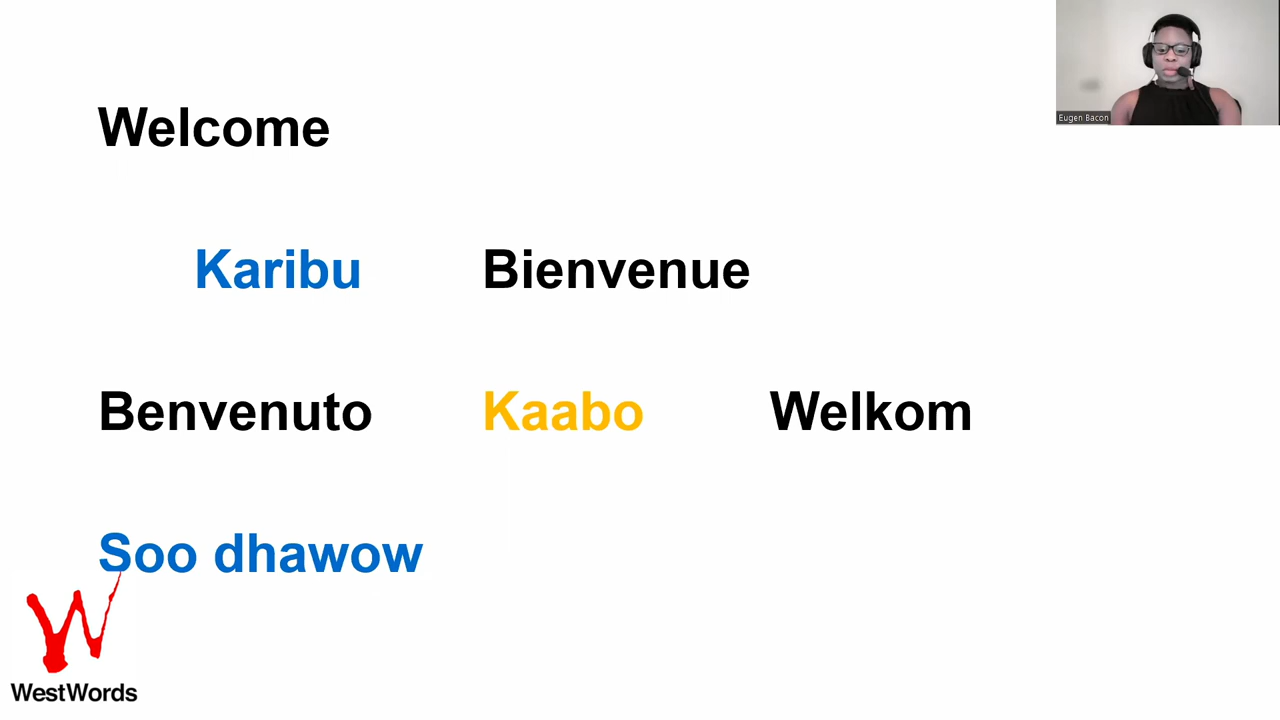 Welcome
Karibu Bienvenue
Benvenuto Kaabo Welkom
Soo dhawow
WestWords
Eugen Bacon